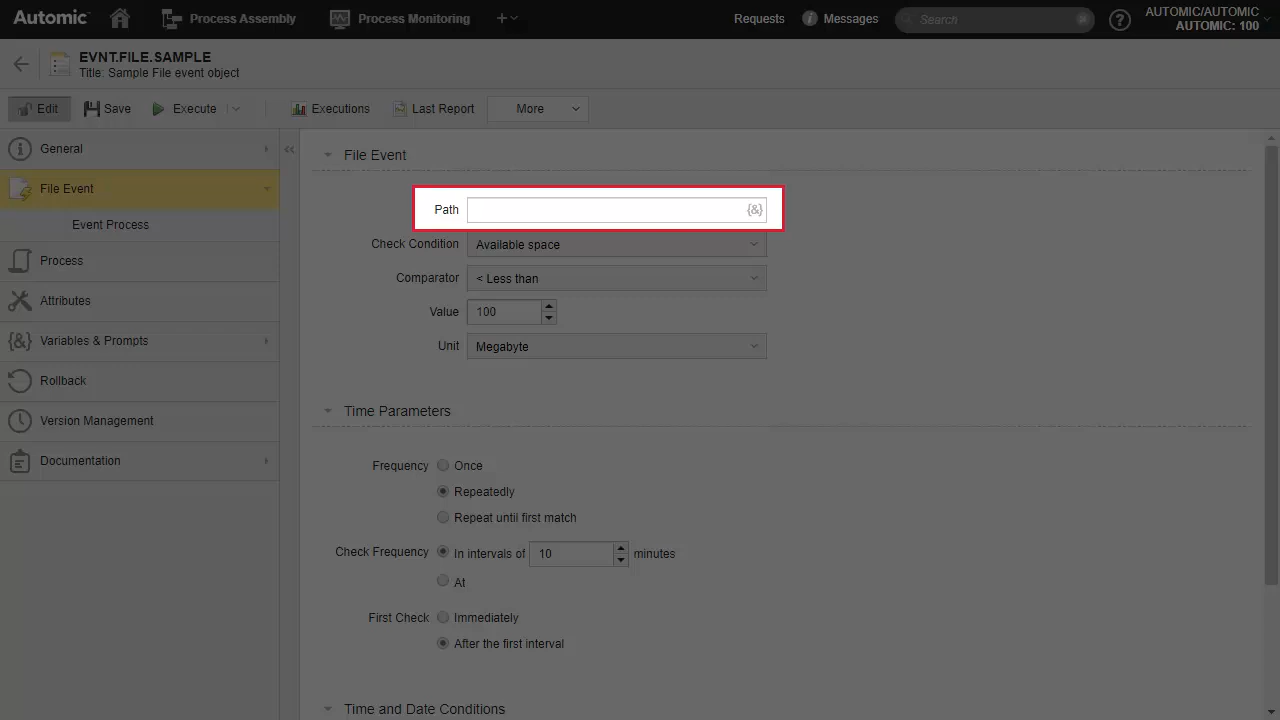 Automic Process Assembly Process Monitoring Requests Messages Search AUTOMIC/AUTOMIC
AUTOMIC: 100
EVNT.FILE.SAMPLE
Title: Sample File event object
Edit Save Execute Executions Last Report More
General
File Event
Event Process
Process
Attributes
{&} Variables & Prompts
Rollback
Version Management
Documentation
File Event
Path {&}
Check Condition Available space
Comparator < Less than
Value 100
Unit Megabyte
Time Parameters
Frequency Once
Repeatedly
Repeat until first match
Check Frequency In intervals of 10 minutes
At
First Check Immediately
After the first interval
Time and Date Conditions